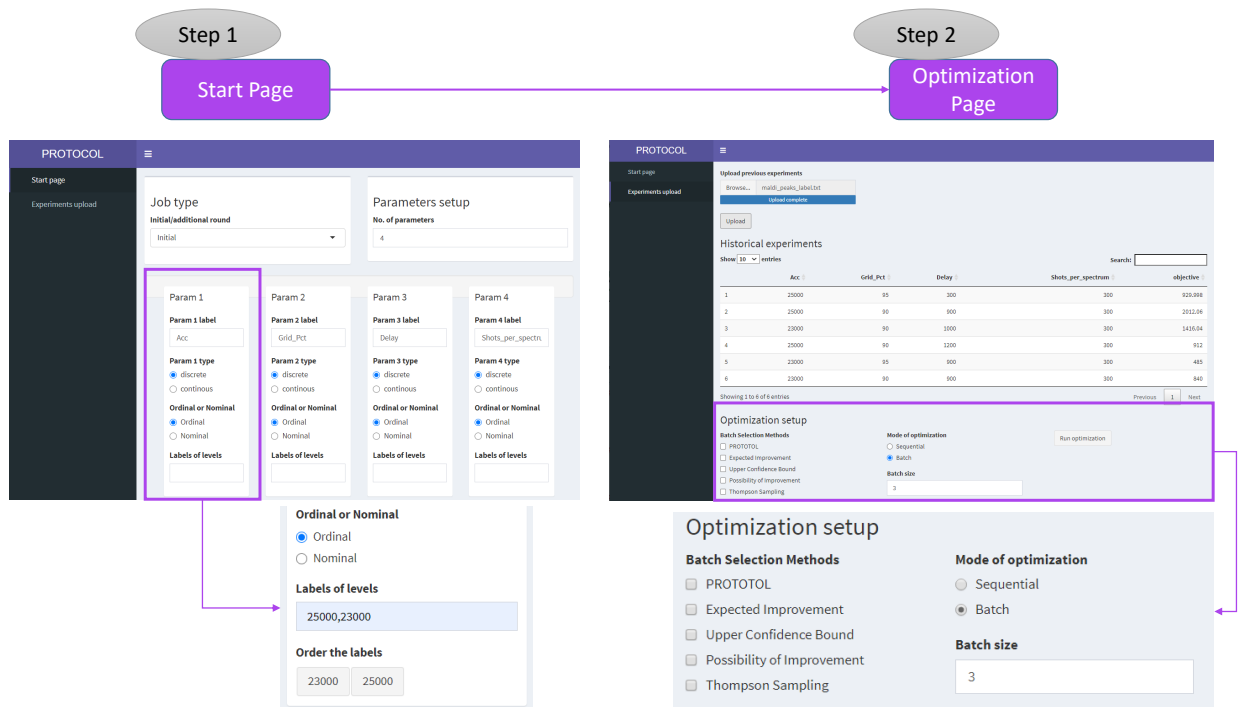 Step 1
Step 2
Start Page
Optimization
Page
PROTOCOL
Start page
Experiments upload
Job type
Initial/additional round
Initial
Parameters setup
No. of parameters
4
Param 1
Param 2
Param 3
Param 4
Param 1 label
Param 2 label
Param 3 label
Param 4 label
Acc
Grid_Pct
Delay
Shots_per_spectru
Param 1 type
Param 2 type
Param 3 type
Param 4 type
discrete
discrete
discrete
discrete
continous
continous
continous
continous
Ordinal or Nominal
Ordinal or Nominal
Ordinal or Nominal
Ordinal or Nominal
Ordinal
Ordinal
Ordinal
Ordinal
Nominal
Nominal
Nominal
Nominal
Labels of levels
Labels of levels
Labels of levels
Labels of levels
Ordinal or Nominal
Ordinal
Nominal
Labels of levels
25000,23000
Order the labels
23000 25000
PROTOCOL
Start page
Experiments upload
Upload previous experiments
Browse... maldi_peaks_label.txt
Upload complete
Upload
Historical experiments
Show 10 entries
Search:
Acc Grid_Pct Delay Shots_per_spectrum objective
1 25000 95 300 300 929.998
2 25000 90 900 300 2012.06
3 23000 90 1000 300 1416.04
4 25000 90 1200 300 912
5 23000 95 900 300 485
6 23000 90 900 300 840
Showing 1 to 6 of 6 entries
Previous 1 Next
Optimization setup
Batch Selection Methods
PROTOTOL
Expected Improvement
Upper Confidence Bound
Possibility of Improvement
Thompson Sampling
Mode of optimization
Sequential
Batch
Batch size
3
Run optimization
Optimization setup
Batch Selection Methods
PROTOTOL
Expected Improvement
Upper Confidence Bound
Possibility of Improvement
Thompson Sampling
Mode of optimization
Sequential
Batch
Batch size
3